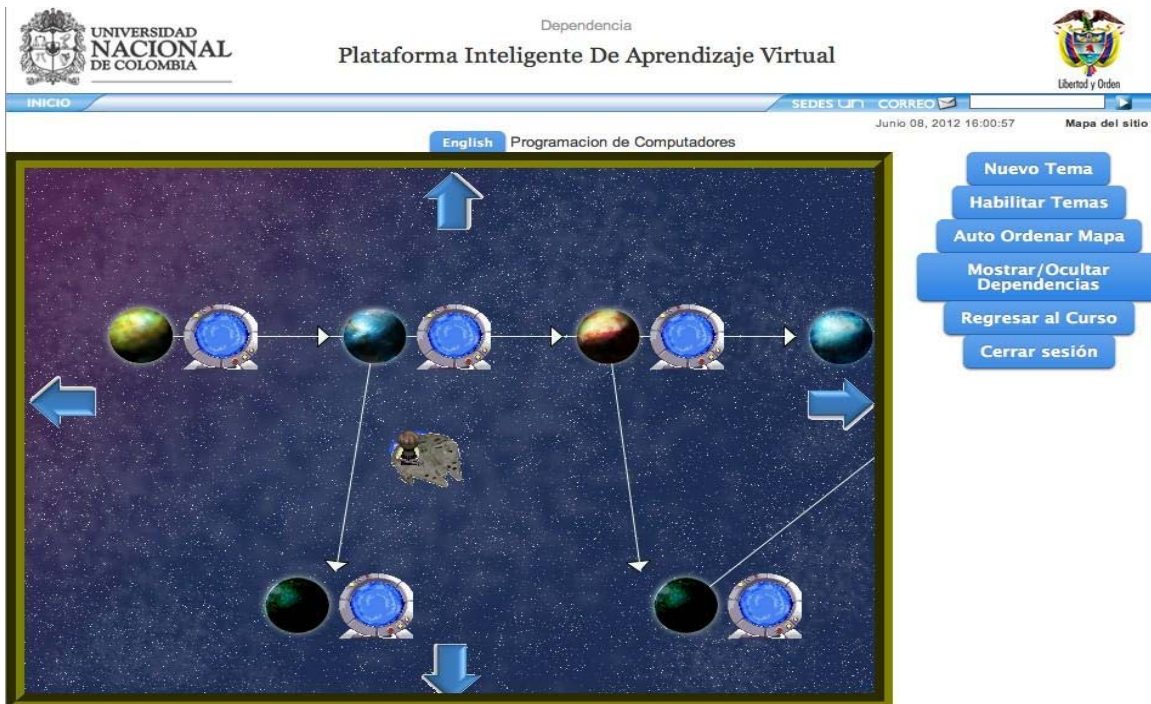 UNIVERSIDAD
NACIONAL
DE COLOMBIA
Dependencia
Plataforma Inteligente De Aprendizaje Virtual
Libertad y Orden
INICIO
SEDES UN CORREO
Junio 08, 2012 16:00:57 Mapa del sitio
English Programacion de Computadores
Nuevo Tema
Habilitar Temas
Auto Ordenar Mapa
Mostrar/Ocultar
Dependencias
Regresar al Curso
Cerrar sesión